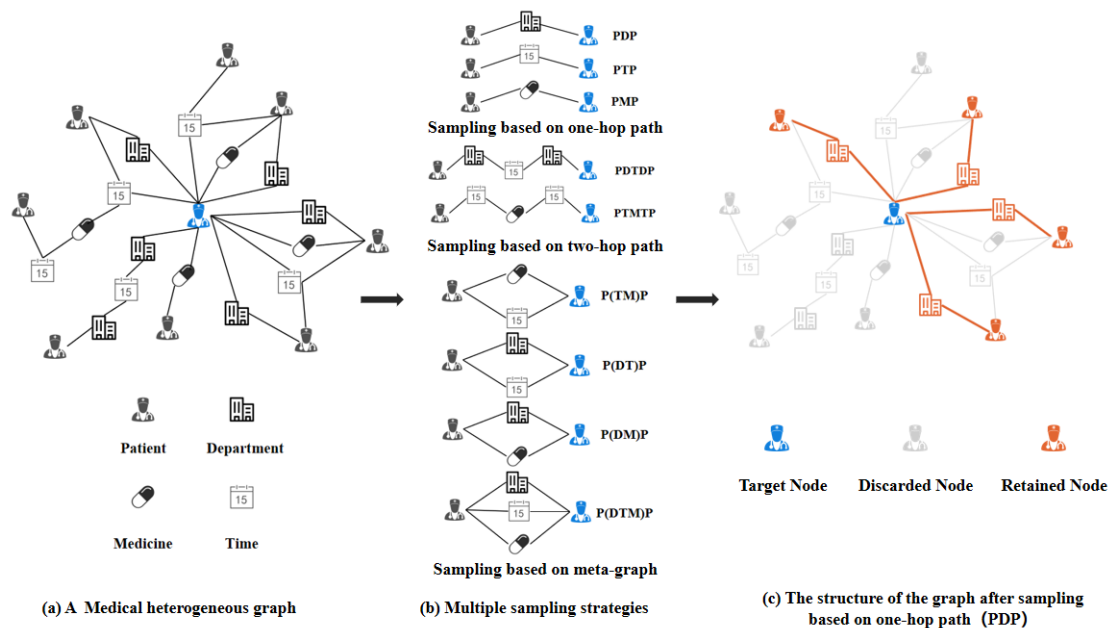 15
15
15
15
15
Patient
Department
15
Medicine
Time
(a) A Medical heterogeneous graph
PDP
15
PTP
PMP
Sampling based on one-hop path
15
PDTDP
15
15
PTMTP
Sampling based on two-hop path
P(TM)P
15
P(DT)P
15
P(DM)P
15
P(DTM)P
Sampling based on meta-graph
(b) Multiple sampling strategies
15
15
15
15
15
Target Node
Discarded Node
Retained Node
(c) The structure of the graph after sampling
based on one-hop path（PDP）